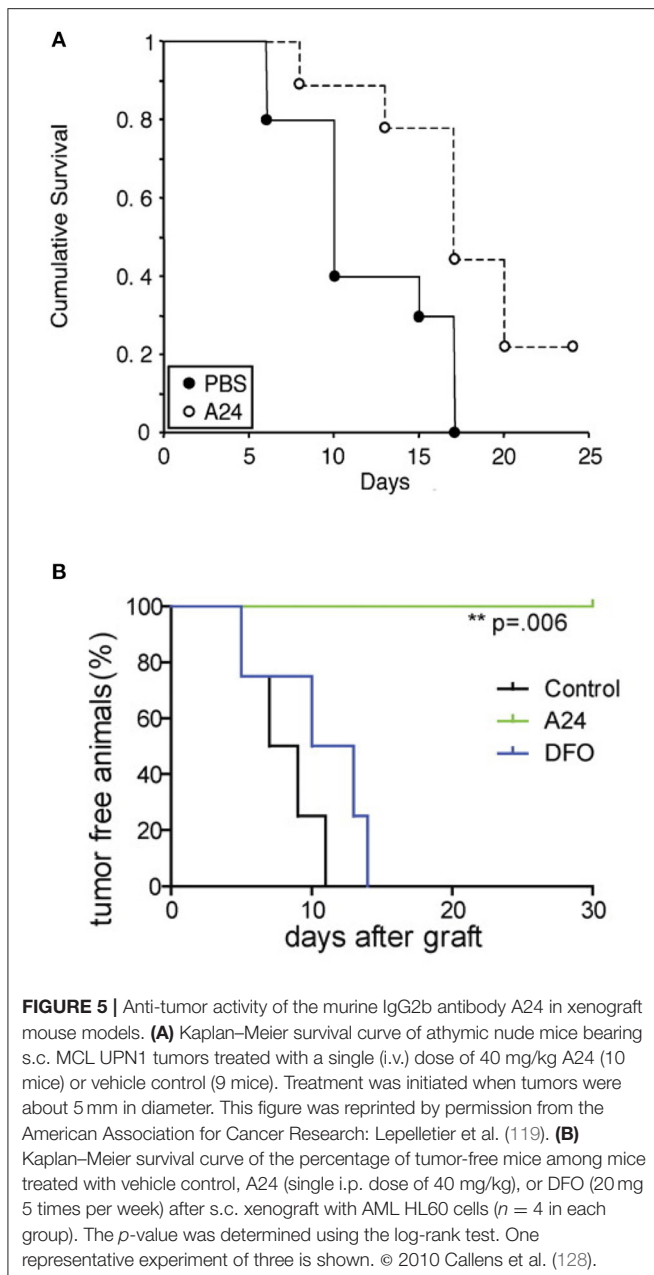 A
1
0. 8
0. 6
0. 4
0. 2
0
Cumulative Survival
PBS
A24
0 5 10 15 20 25
Days
B
100
80
60
40
20
0
tumor free animals (%)
** p=.006
Control
A24
DFO
0 10 20 30
days after graft
FIGURE 5 | Anti-tumor activity of the murine IgG2b antibody A24 in xenograft
mouse models. (A) Kaplan–Meier survival curve of athymic nude mice bearing
s.c. MCL UPN1 tumors treated with a single (i.v.) dose of 40 mg/kg A24 (10
mice) or vehicle control (9 mice). Treatment was initiated when tumors were
about 5 mm in diameter. This figure was reprinted by permission from the
American Association for Cancer Research: Lepelletier et al. (119). (B)
Kaplan–Meier survival curve of the percentage of tumor-free mice among mice
treated with vehicle control, A24 (single i.p. dose of 40 mg/kg), or DFO (20 mg
5 times per week) after s.c. xenograft with AML HL60 cells (n = 4 in each
group). The p-value was determined using the log-rank test. One
representative experiment of three is shown. © 2010 Callens et al. (128).